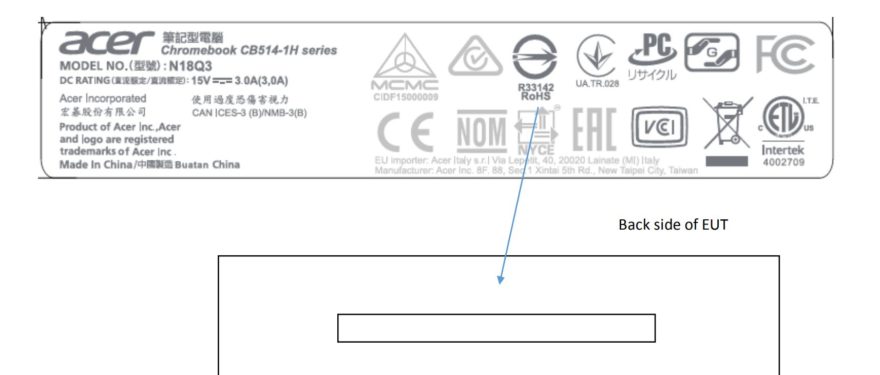 acer 筆記型電腦
Chromebook CB514-1H series
MODEL NO.(型號): N18Q3
DC RATING(直流額定/直流額定): 15V ⎓ 3.0A(3,0A)
Acer Incorporated 使用過度恐傷害視力
宏碁股份有限公司 CAN ICES-3 (B)/NMB-3(B)
Product of Acer Inc.,Acer
and logo are registered
trademarks of Acer Inc.
Made In China/中國製造 Buatan China
MCMC
CIDF15000009
R33142
RoHS
UA.TR.028
PC
リサイクル
G
FC
CE
NOM
NYCE
EAC
VCI
c ETL us
I.T.E.
Intertek
4002709
EU importer: Acer Italy s.r.l Via Lepetit, 40, 20020 Lainate (MI) Italy
Manufacturer: Acer Inc. 8F. 88, Sec 1 Xintai 5th Rd., New Taipei City, Taiwan
Back side of EUT